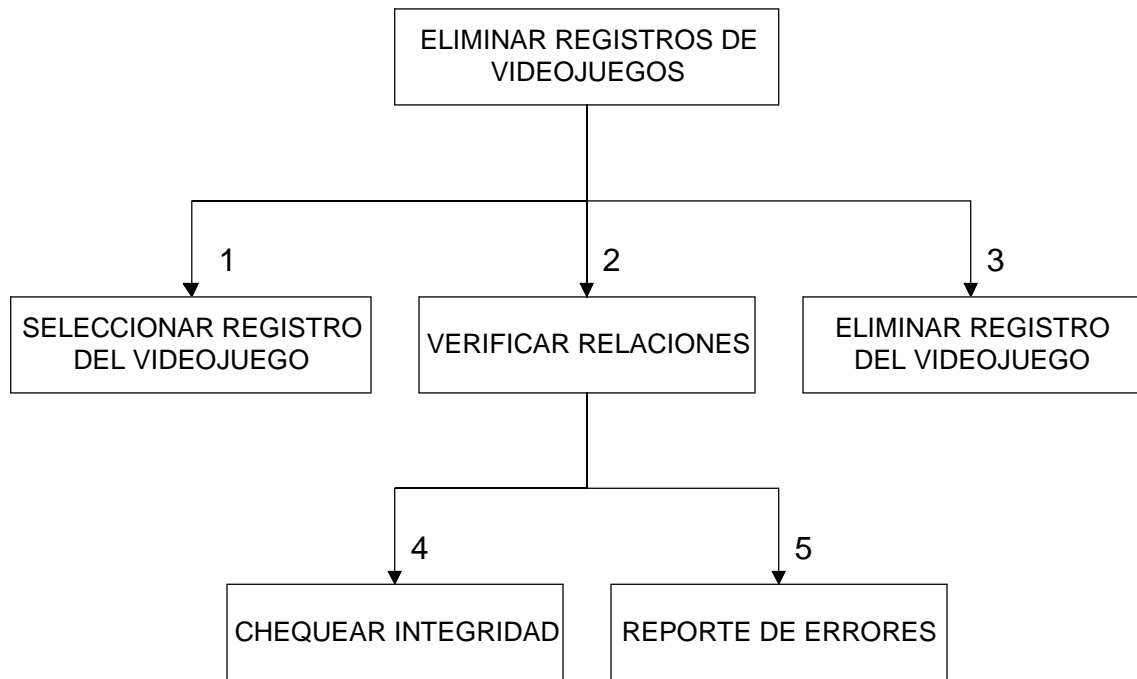 ELIMINAR REGISTROS DE
VIDEOJUEGOS
1
2
3
SELECCIONAR REGISTRO
DEL VIDEOJUEGO
VERIFICAR RELACIONES
ELIMINAR REGISTRO
DEL VIDEOJUEGO
4
5
CHEQUEAR INTEGRIDAD
REPORTE DE ERRORES